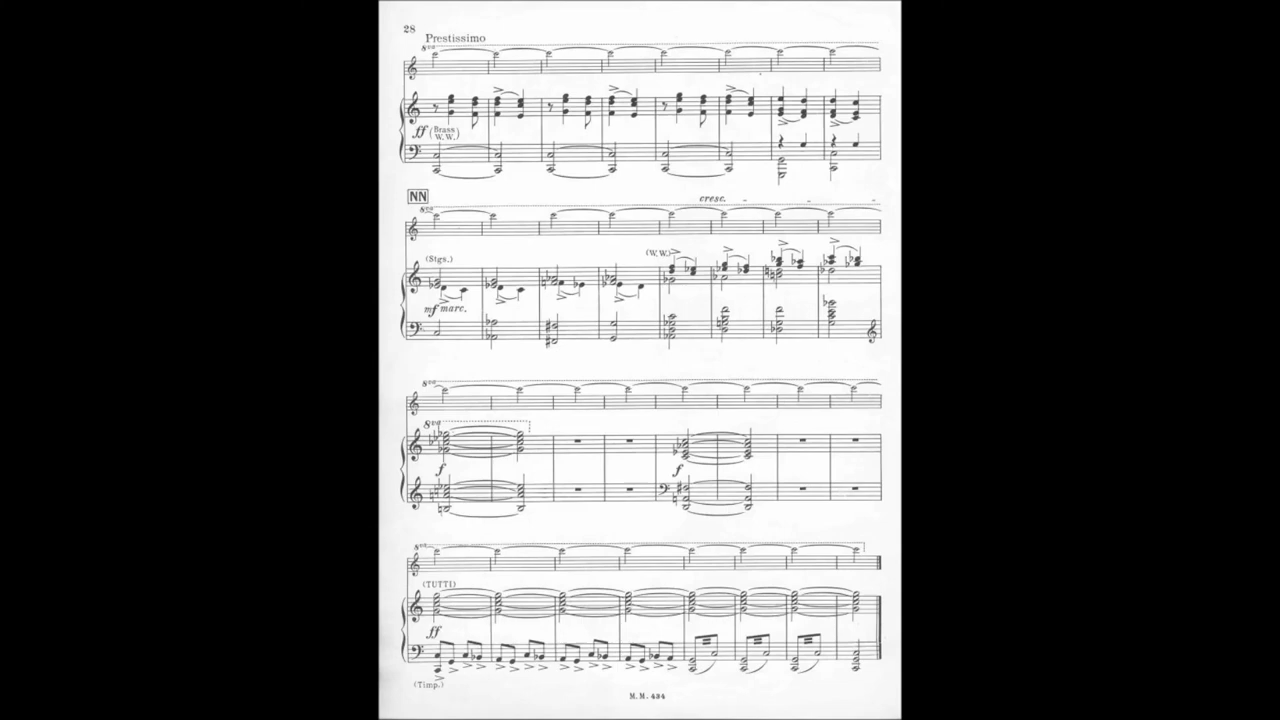 28
Prestissimo
8va
ff (Brass
W.W.)
NN
8va
cresc.
(Stgs.)
(W.W.)
mf marc.
8va
8va
f
f
8va
(TUTTI)
ff
(Timp.)
M.M. 434